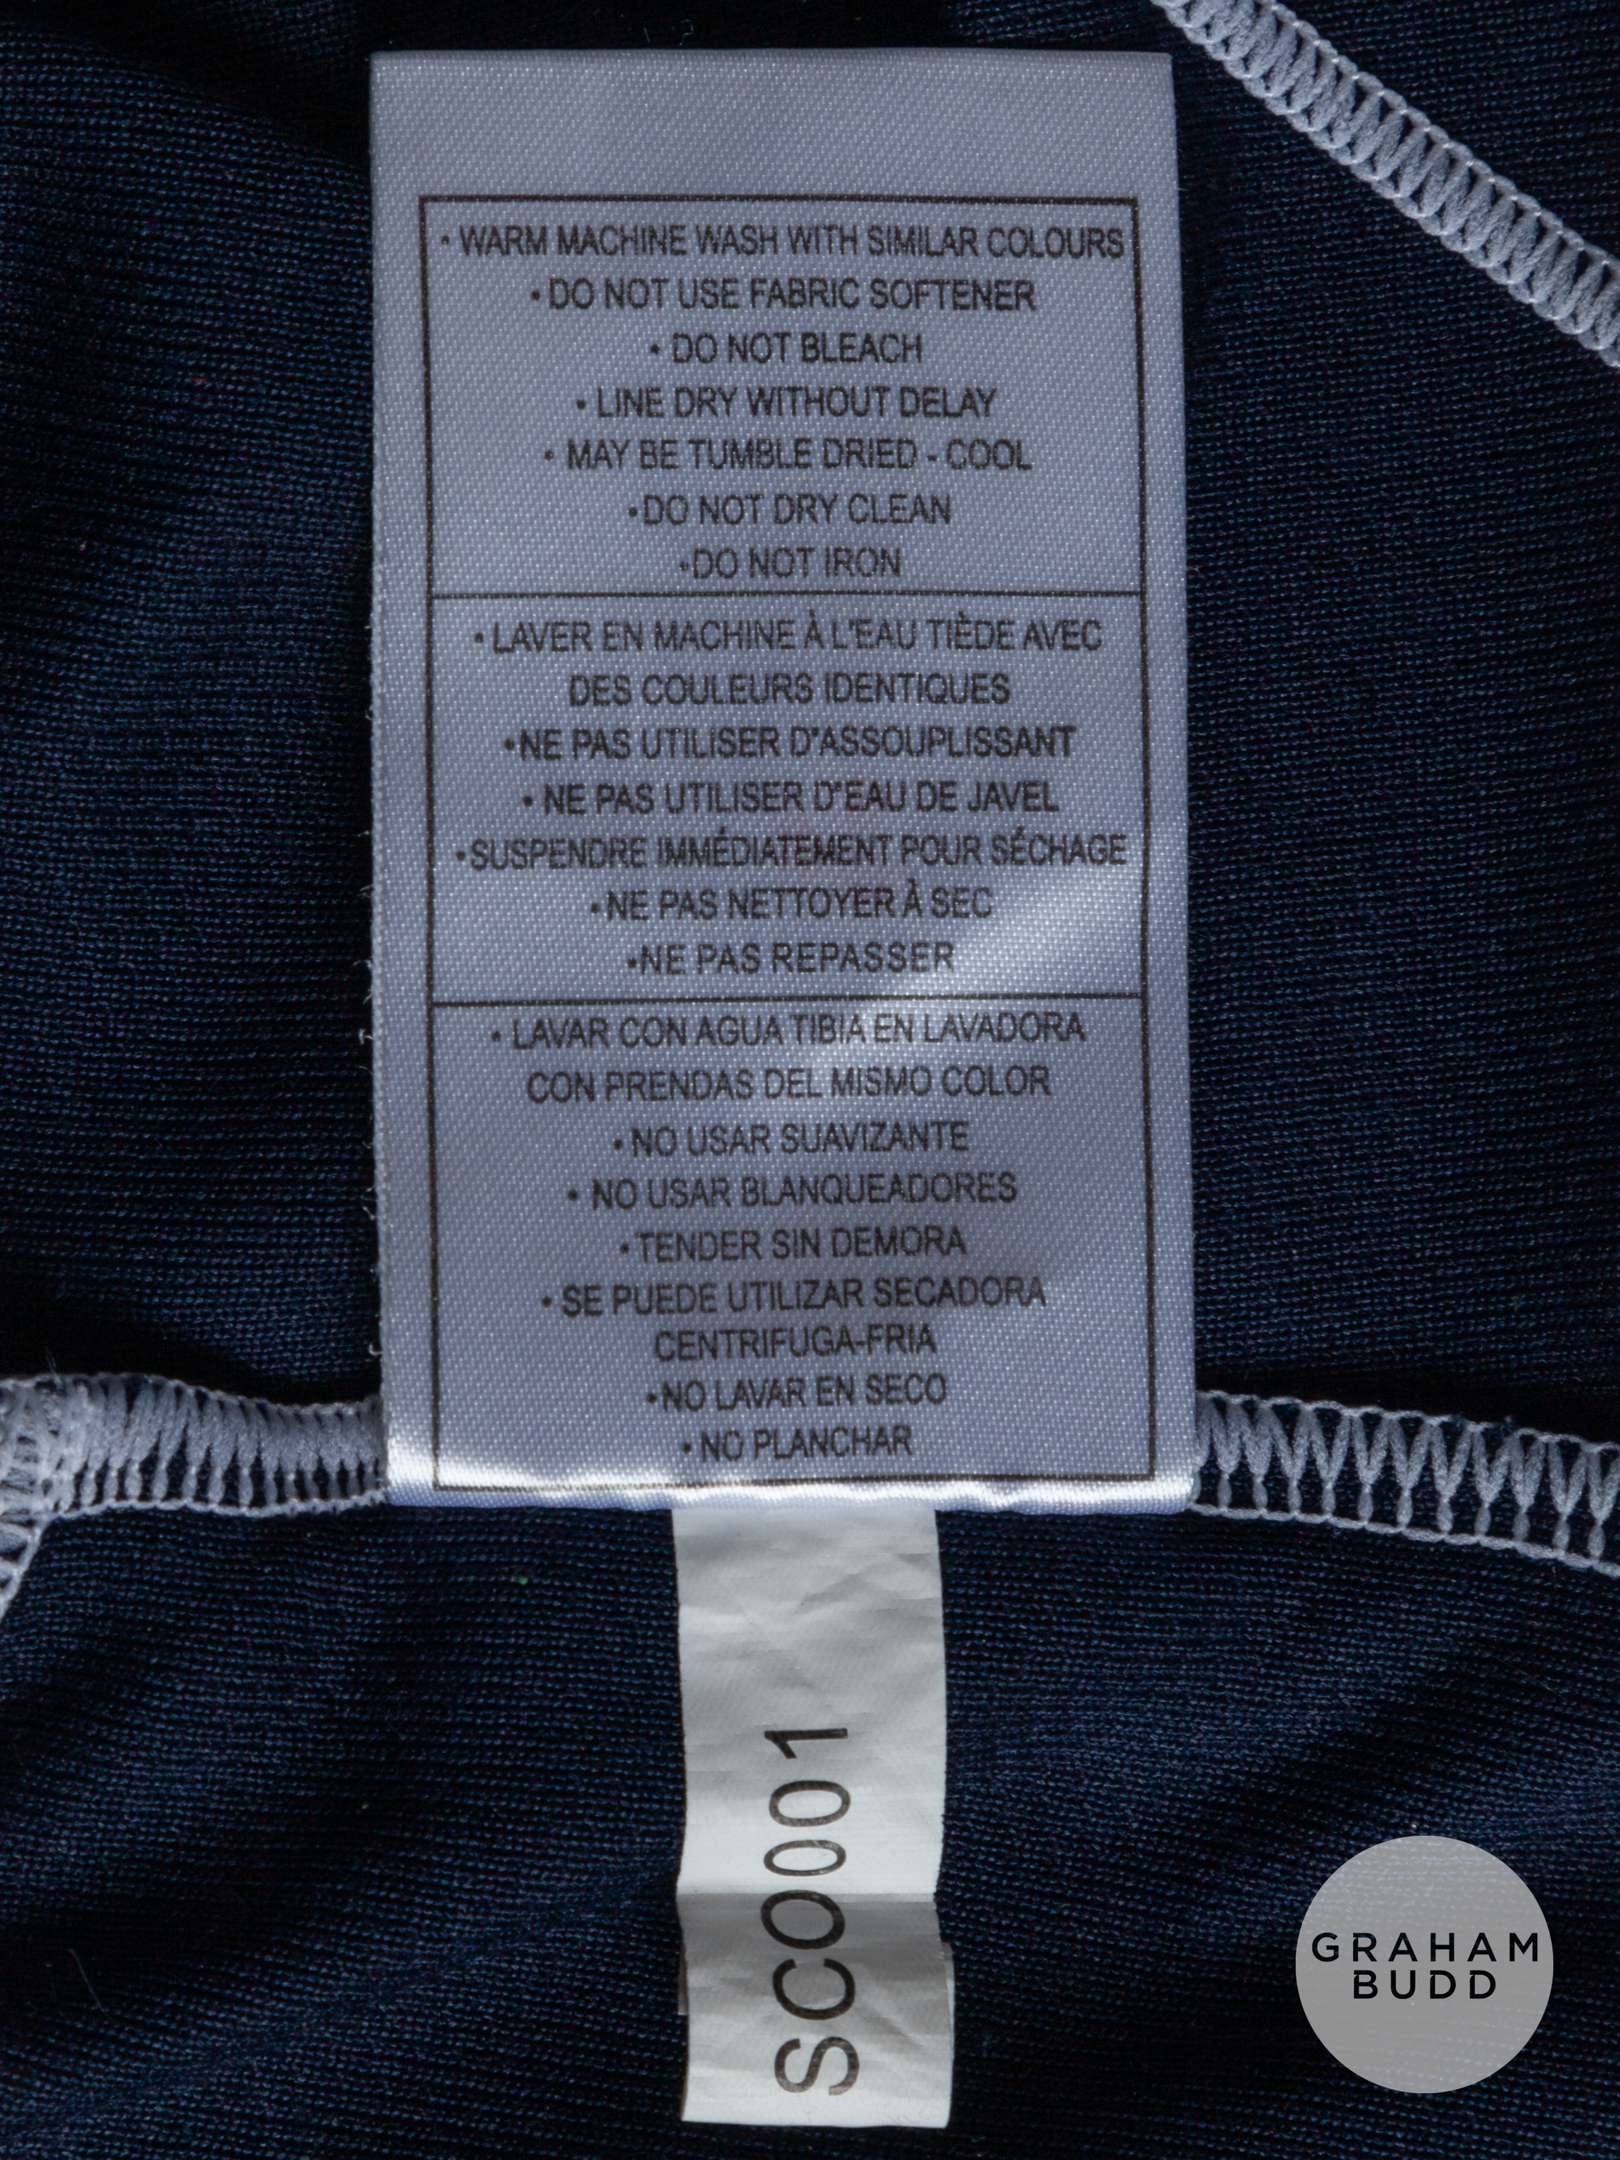 • WARM MACHINE WASH WITH SIMILAR COLOURS
• DO NOT USE FABRIC SOFTENER
• DO NOT BLEACH
• LINE DRY WITHOUT DELAY
• MAY BE TUMBLE DRIED - COOL
• DO NOT DRY CLEAN
• DO NOT IRON
• LAVER EN MACHINE À L'EAU TIÈDE AVEC
DES COULEURS IDENTIQUES
• NE PAS UTILISER D'ASSOUPLISSANT
• NE PAS UTILISER D'EAU DE JAVEL
• SUSPENDRE IMMÉDIATEMENT POUR SÉCHAGE
• NE PAS NETTOYER À SEC
• NE PAS REPASSER
• LAVAR CON AGUA TIBIA EN LAVADORA
CON PRENDAS DEL MISMO COLOR
• NO USAR SUAVIZANTE
• NO USAR BLANQUEADORES
• TENDER SIN DEMORA
• SE PUEDE UTILIZAR SECADORA
CENTRIFUGA-FRIA
• NO LAVAR EN SECO
• NO PLANCHAR
SCO001
GRAHAM
BUDD